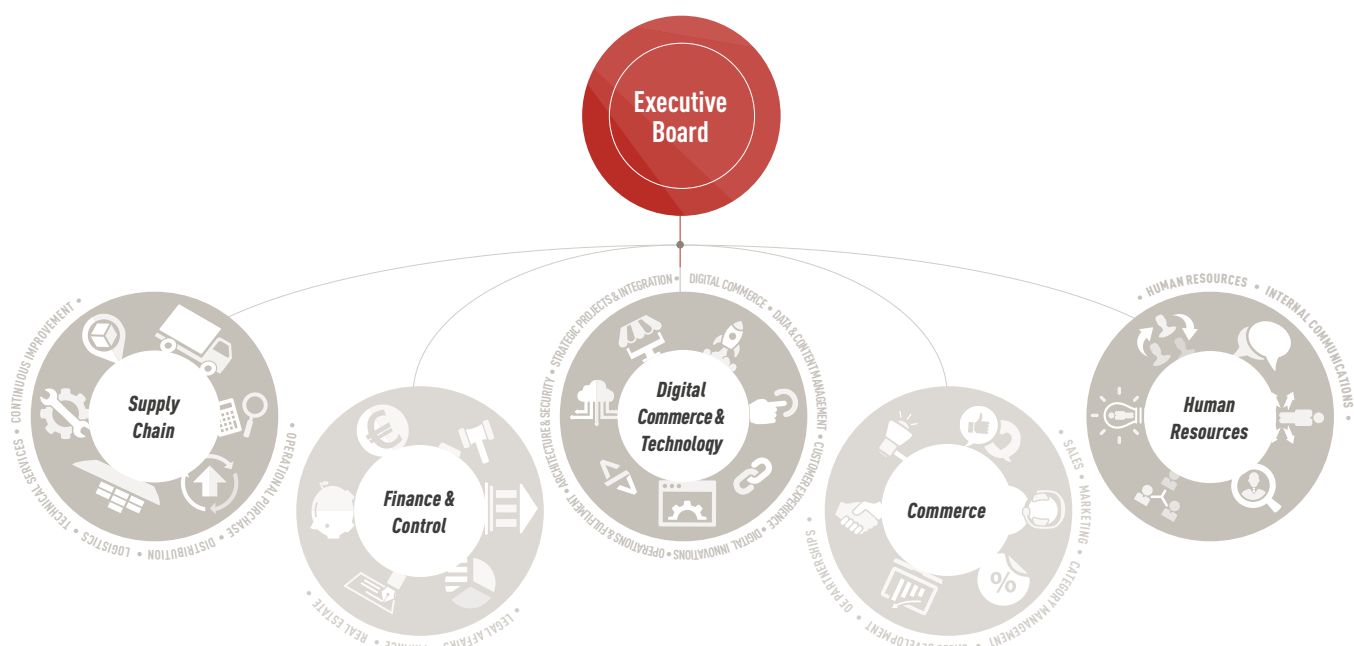 Executive
Board
Supply
Chain
• OPERATIONAL PURCHASE • DISTRIBUTION • LOGISTICS • TECHNICAL SERVICES • CONTINUOUS IMPROVEMENT •
Finance &
Control
• LEGAL AFFAIRS
• REAL ESTATE •
Digital
Commerce &
Technology
DIGITAL COMMERCE • DATA & CONTENT MANAGEMENT • CUSTOMER EXPERIENCE • DIGITAL INNOVATIONS • OPERATIONS & FULFILMENT • ARCHITECTURE & SECURITY • STRATEGIC PROJECTS & INTEGRATION •
Commerce
• SALES • MARKETING • CATEGORY MANAGEMENT •
DEVELOPMENT • OE PARTNERSHIPS •
Human
Resources
• HUMAN RESOURCES • INTERNAL COMMUNICATIONS •